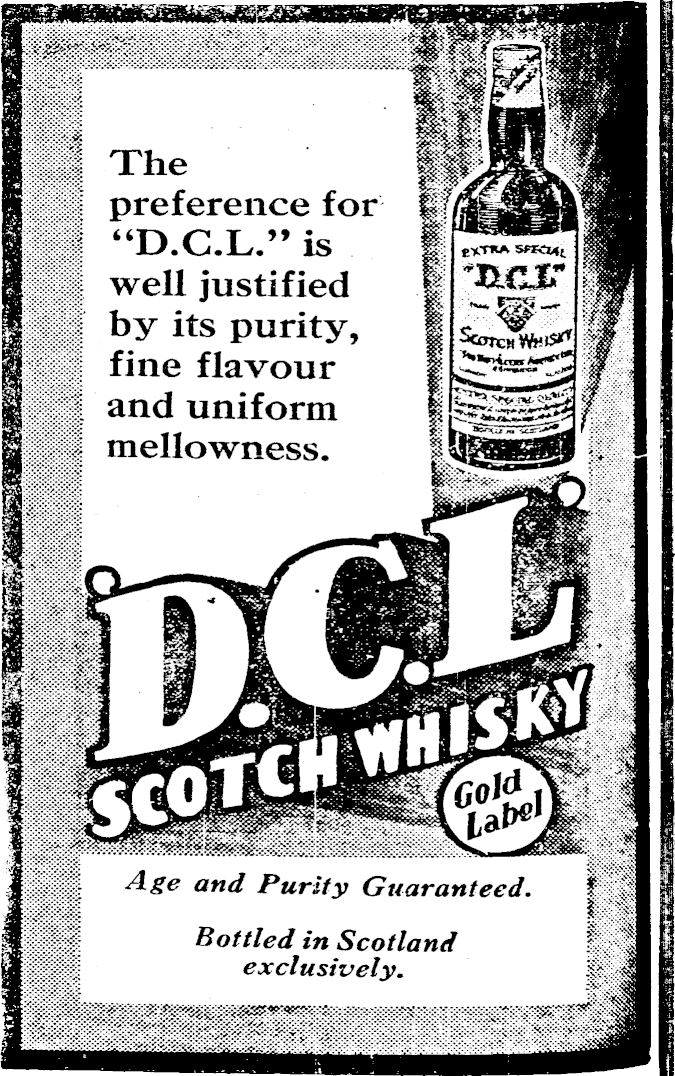 The
preference for
“D.C.L.” is
well justified
by its purity,
fine flavour
and uniform
mellowness.
EXTRA SPECIAL
"D.C.L"
SCOTCH WHISKY
D.C.L.
SCOTCH WHISKY
Gold
Label
Age and Purity Guaranteed.
Bottled in Scotland
exclusively.